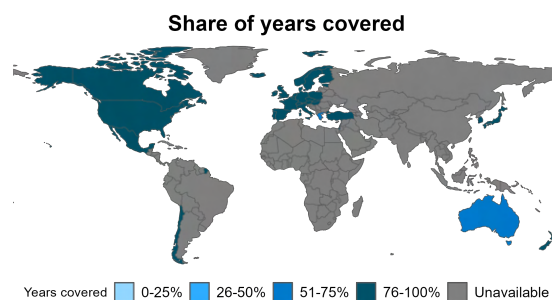 Share of years covered
Years covered 0-25% 26-50% 51-75% 76-100% Unavailable